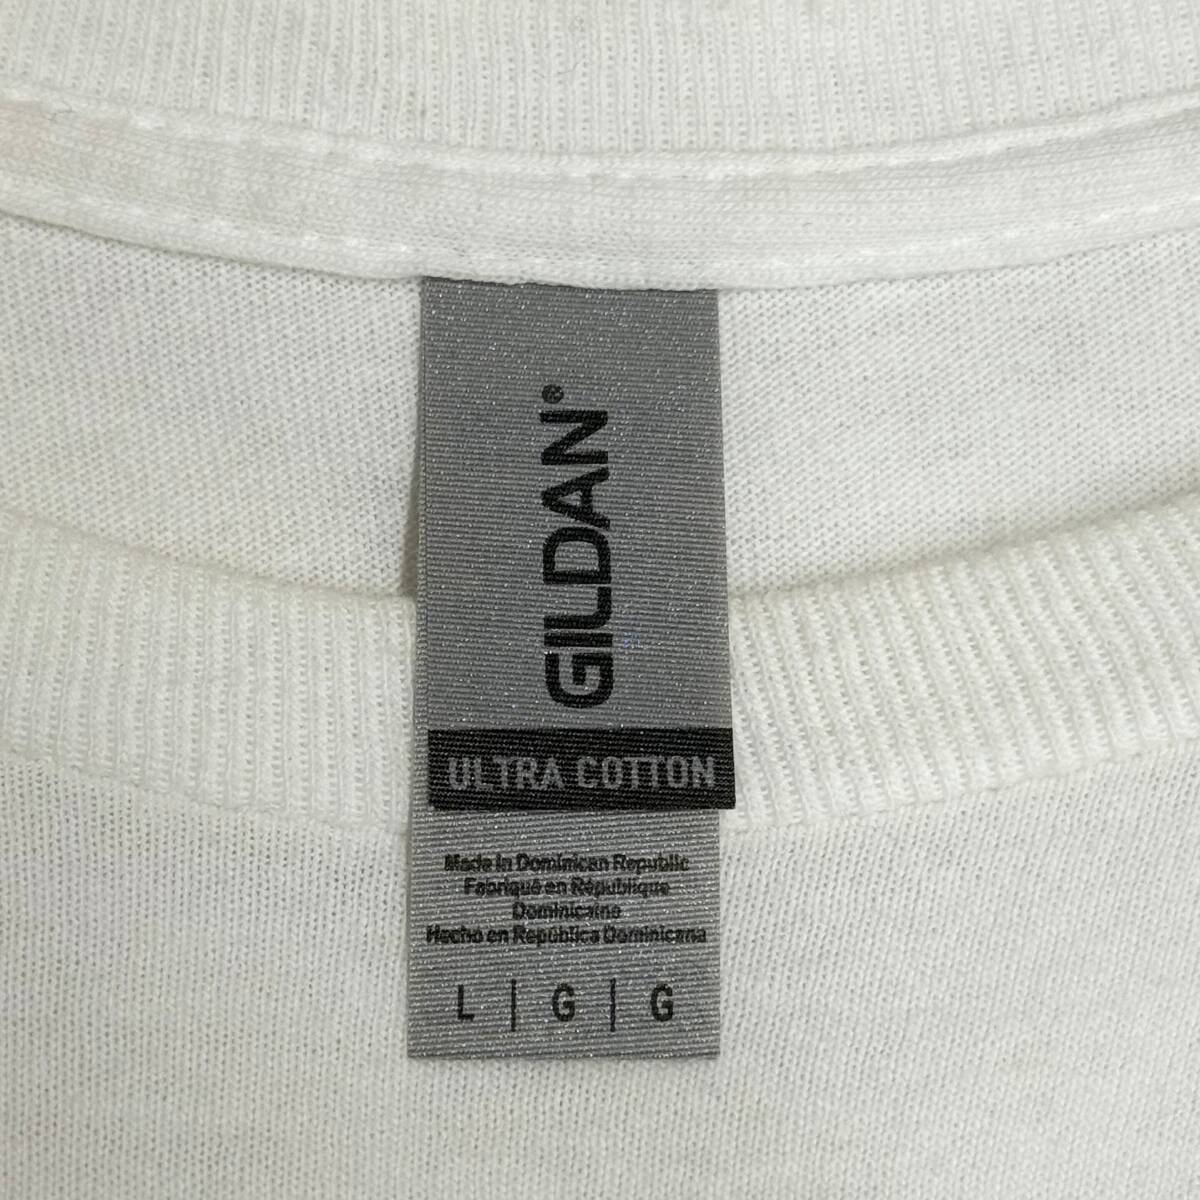 GILDAN®
ULTRA COTTON
Made in Dominican Republic
Fabriqué en République
Dominicaine
Hecho en República Dominicana
L | G | G